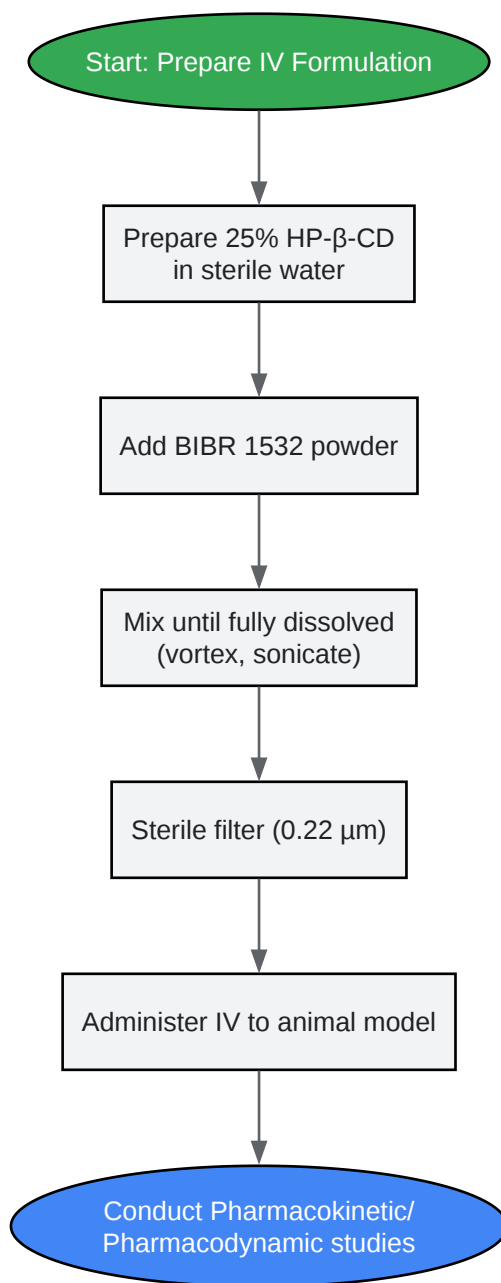 Start: Prepare IV Formulation
Prepare 25% HP-β-CD
in sterile water
Add BIBR 1532 powder
Mix until fully dissolved
(vortex, sonicate)
Sterile filter (0.22 µm)
Administer IV to animal model
Conduct Pharmacokinetic/
Pharmacodynamic studies